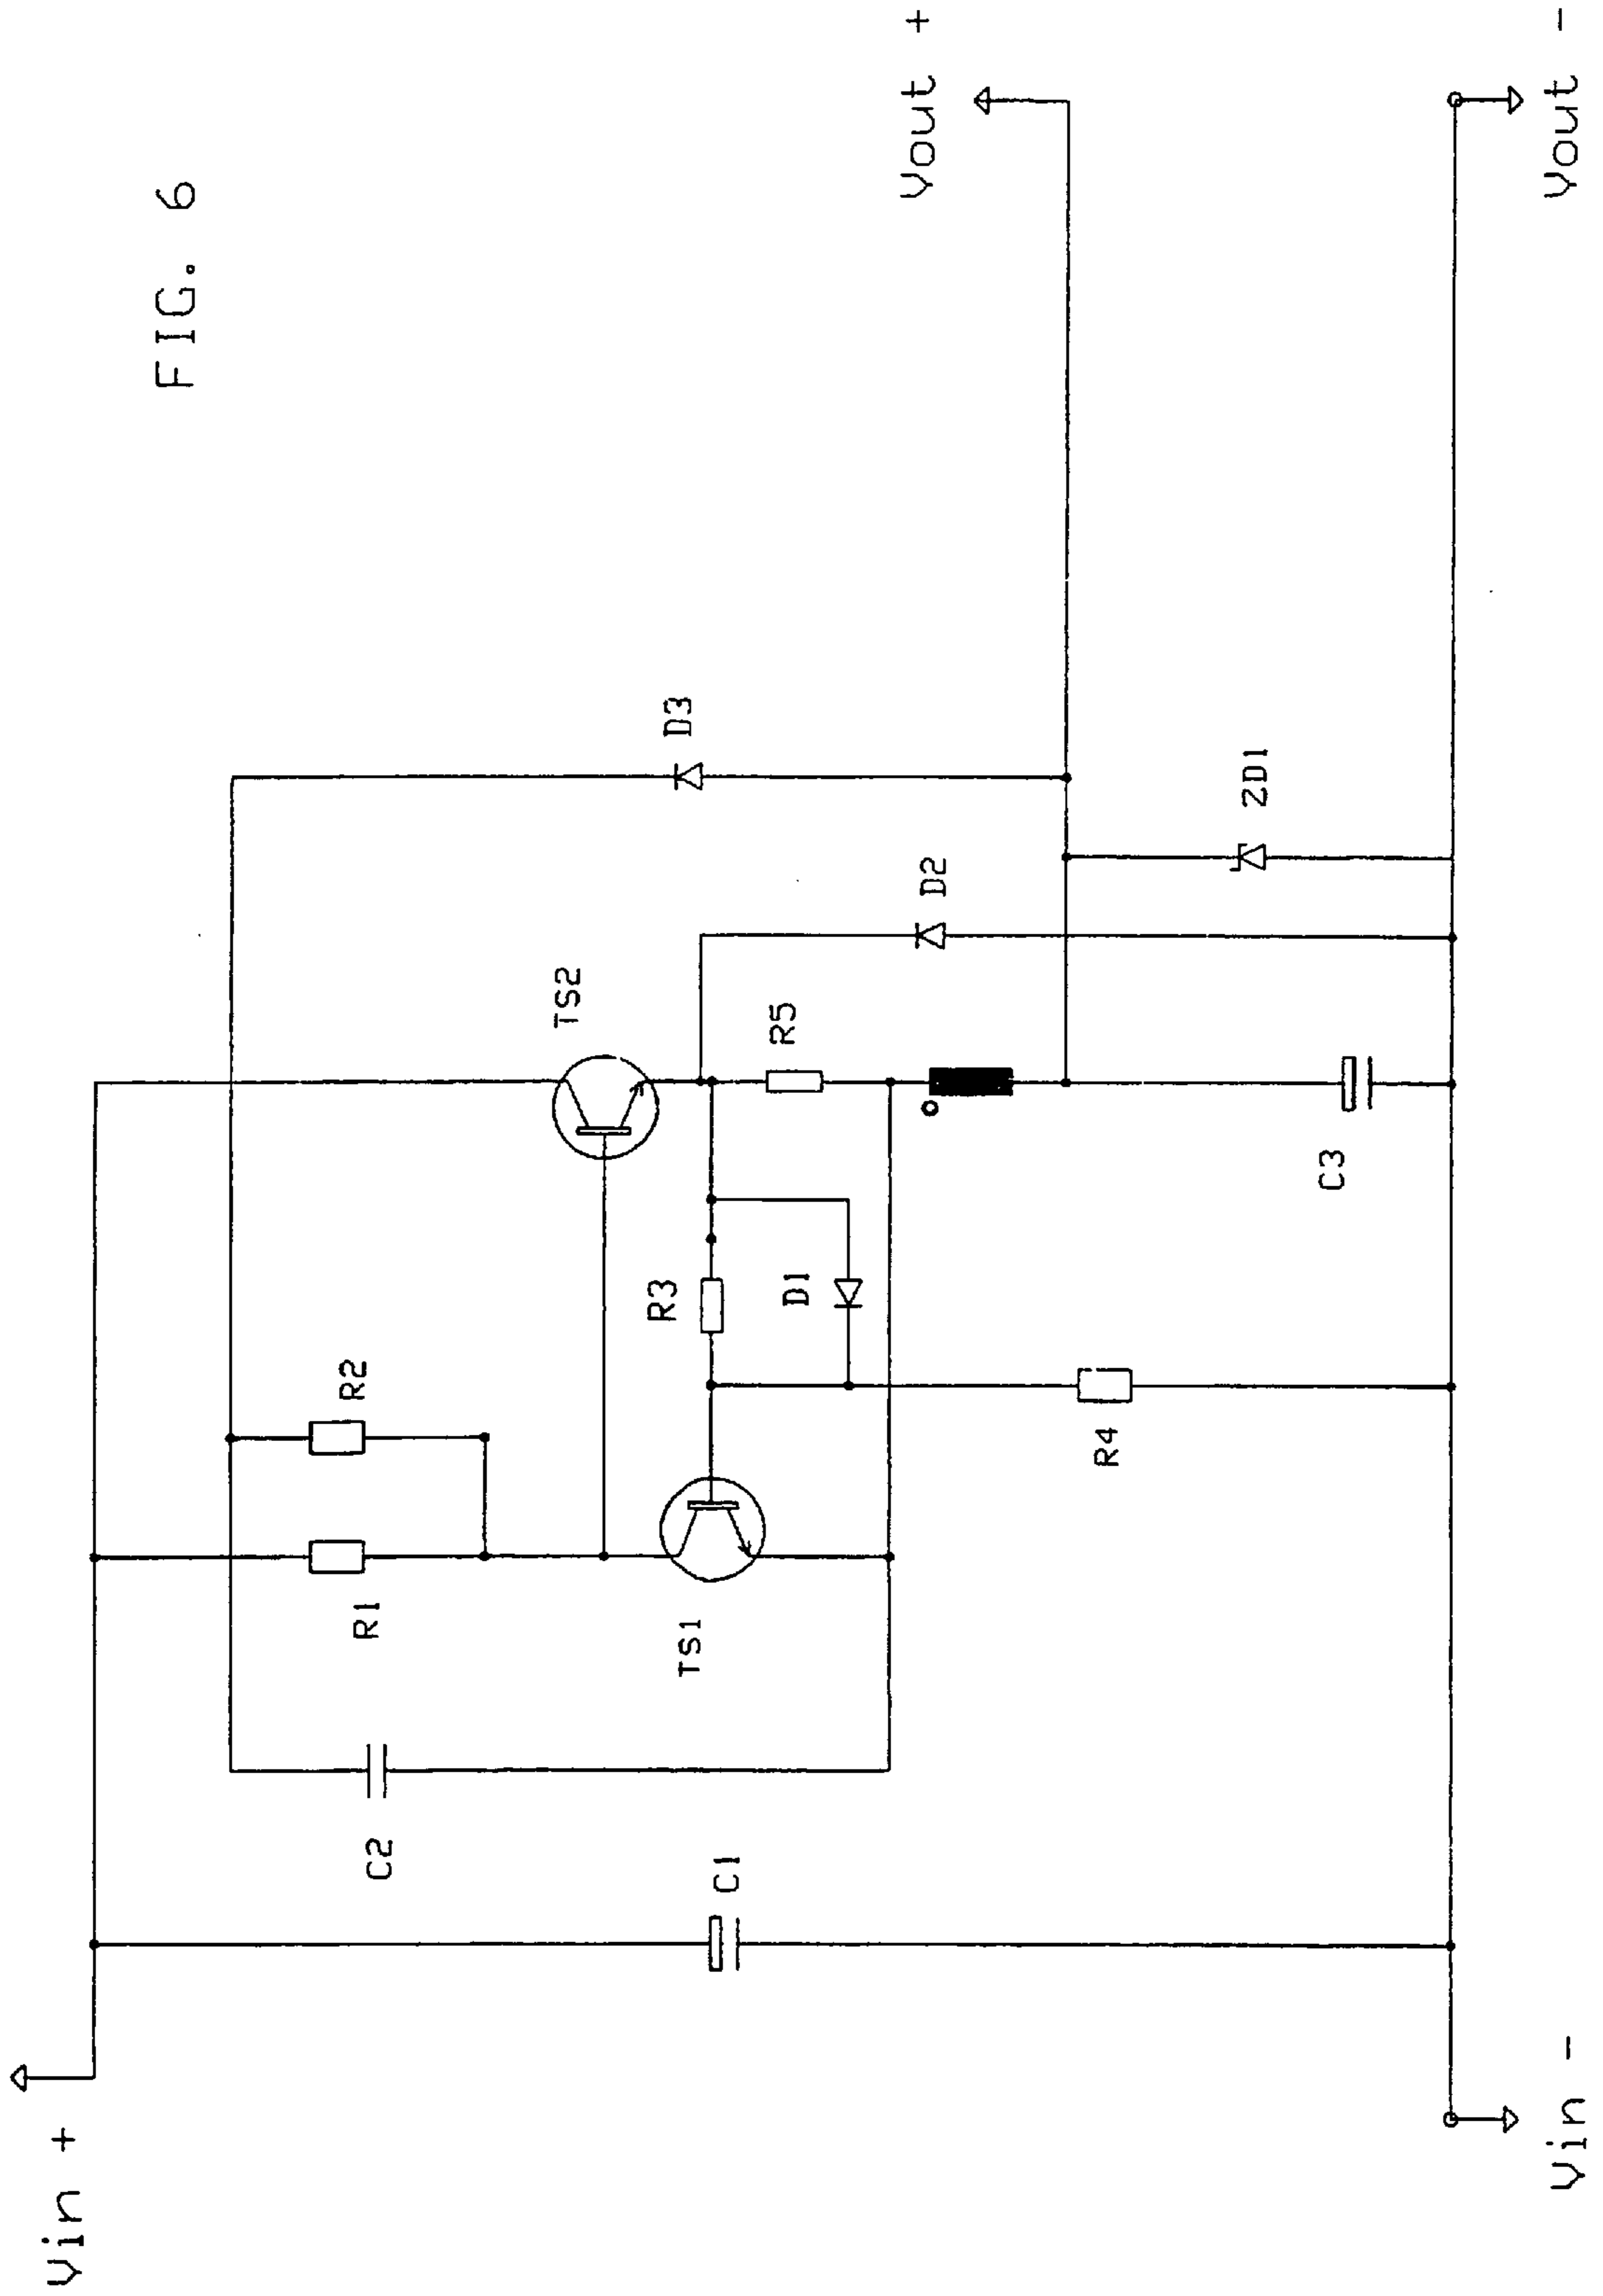 Vin +
FIG. 6
R2
R1
C2
TS2
R3
D3
TS1
C1
R5
D1
Vout +
D2
R4
ZD1
C3
Vin -
Vout -